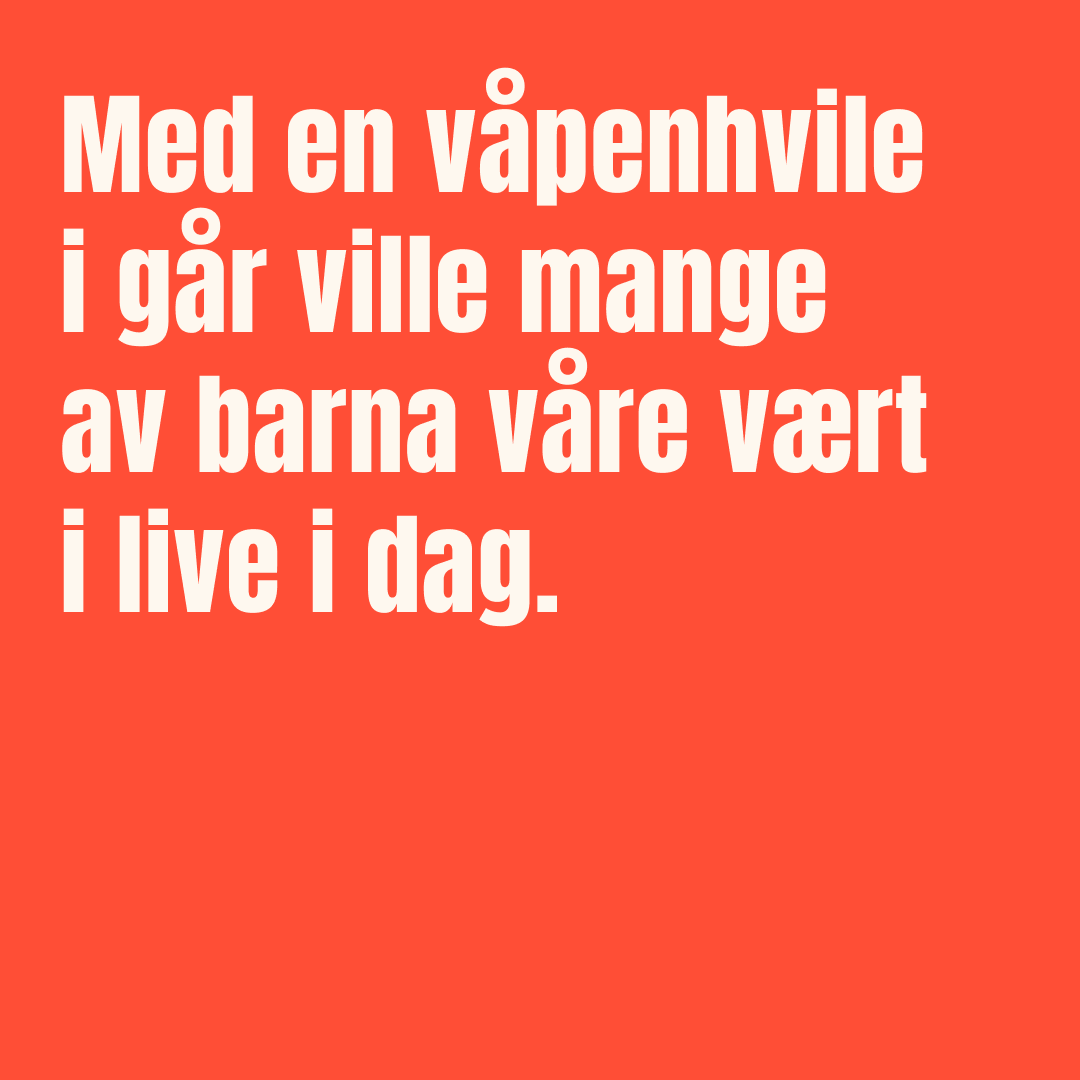 Med en våpenhvile
i går ville mange
av barna våre vært
i live i dag.